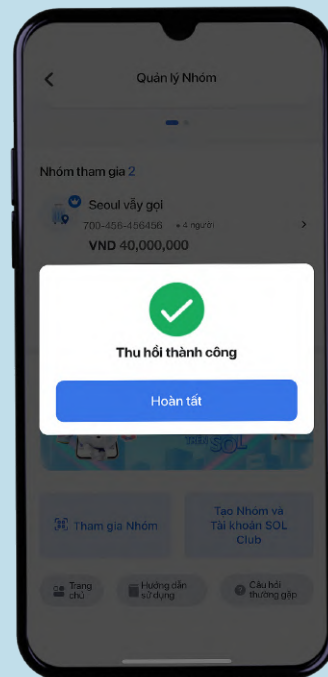 Quản lý Nhóm
Nhóm tham gia 2
Seoul vẫy gọi
700-456-456456 • 4 người
VND 40,000,000
Thu hồi thành công
Hoàn tất
SOL
Tham gia Nhóm
Tạo Nhóm và
Tài khoản SOL
Club
Trang
chủ
Hướng dẫn
sử dụng
Câu hỏi
thường gặp